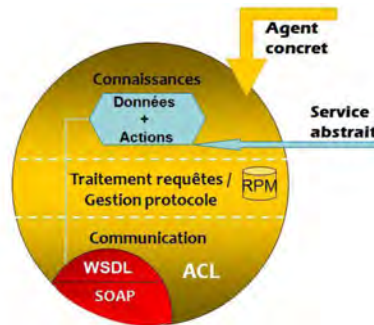 Agent
concret
Connaissances
Données
+
Actions
Service
abstrait
Traitement requêtes /
Gestion protocole
RPM
Communication
WSDL
ACL
SOAP